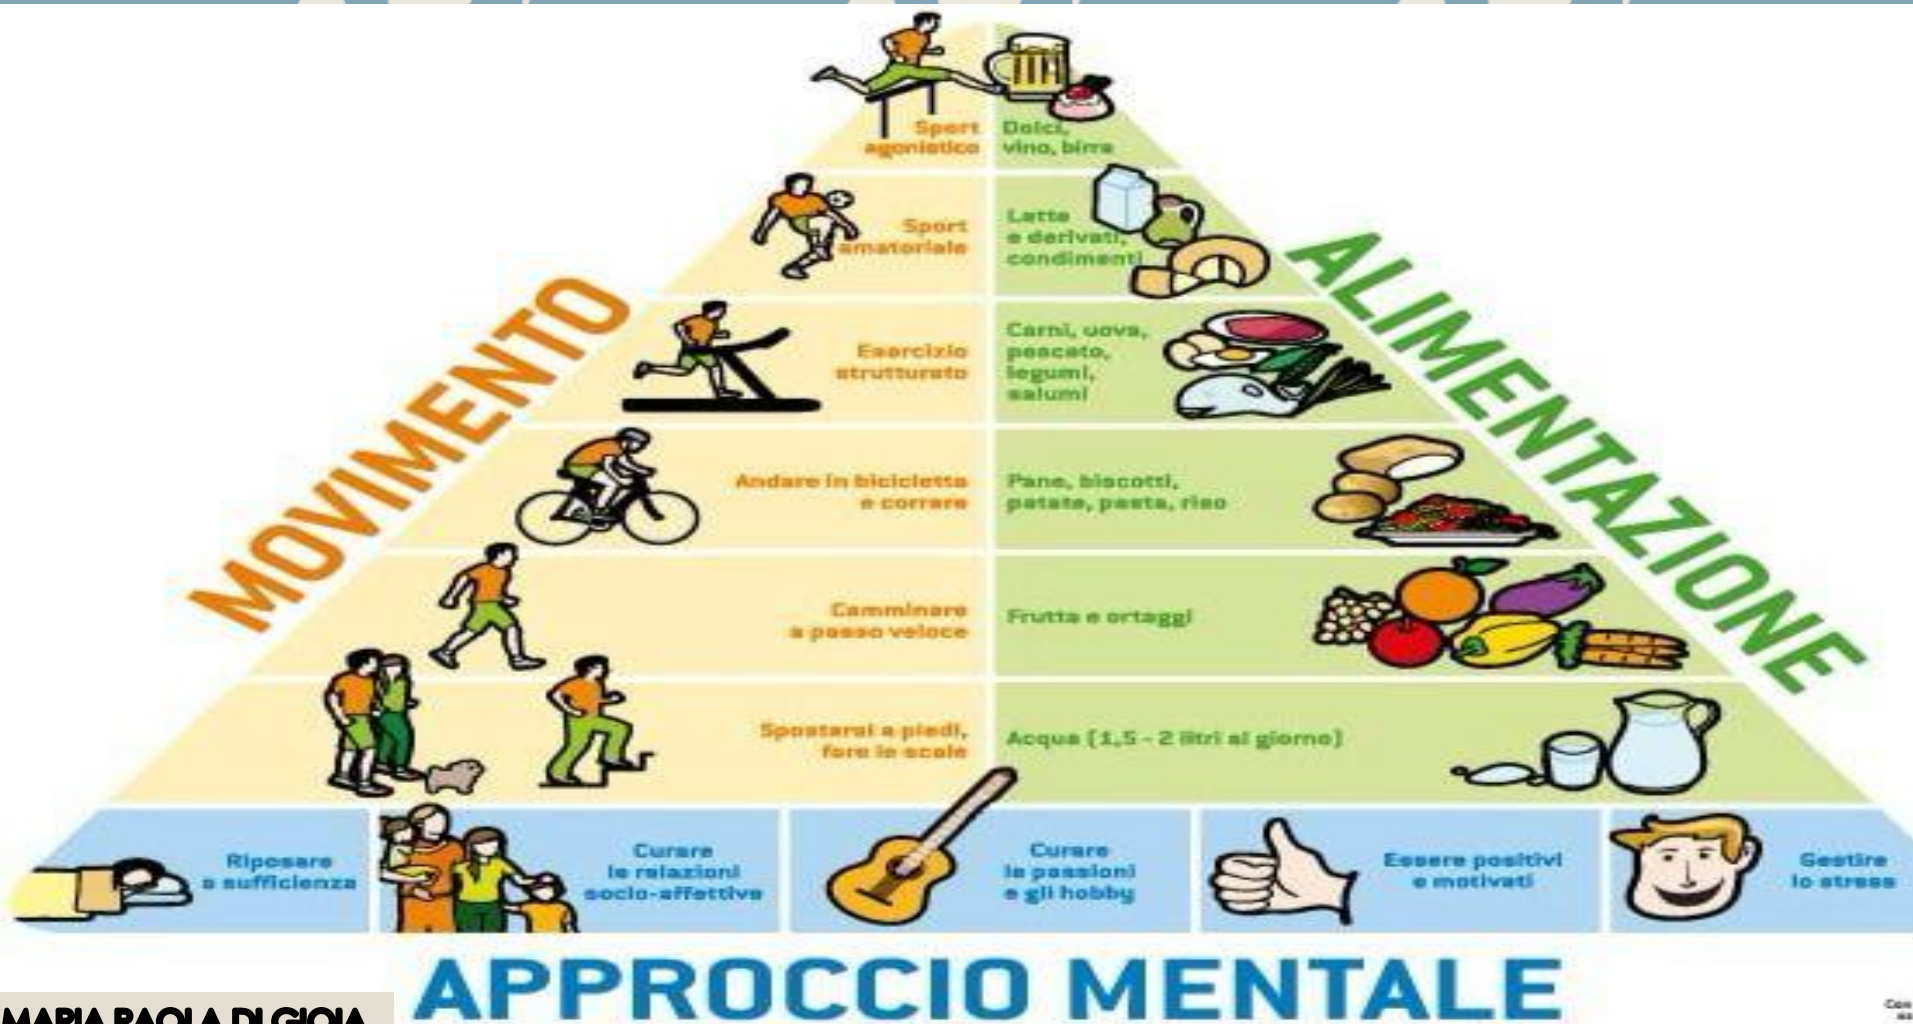 Sport
agonistico
Dolci,
vino, birra
Sport
amatoriale
Latte
e derivati,
condimenti
Esercizio
strutturato
Carni, uova,
pescato,
legumi,
salumi
Andare in bicicletta
e correre
Pane, biscotti,
patate, pasta, riso
Camminare
a passo veloce
Frutta e ortaggi
Spostarsi a piedi,
fare le scale
Acqua (1,5 - 2 litri al giorno)
MOVIMENTO
ALIMENTAZIONE
Riposare
a sufficienza
Curare
le relazioni
socio-affettive
Curare
le passioni
e gli hobby
Essere positivi
e motivati
Gestire
lo stress
APPROCCIO MENTALE
MARIA PAOLA DI GIOIA